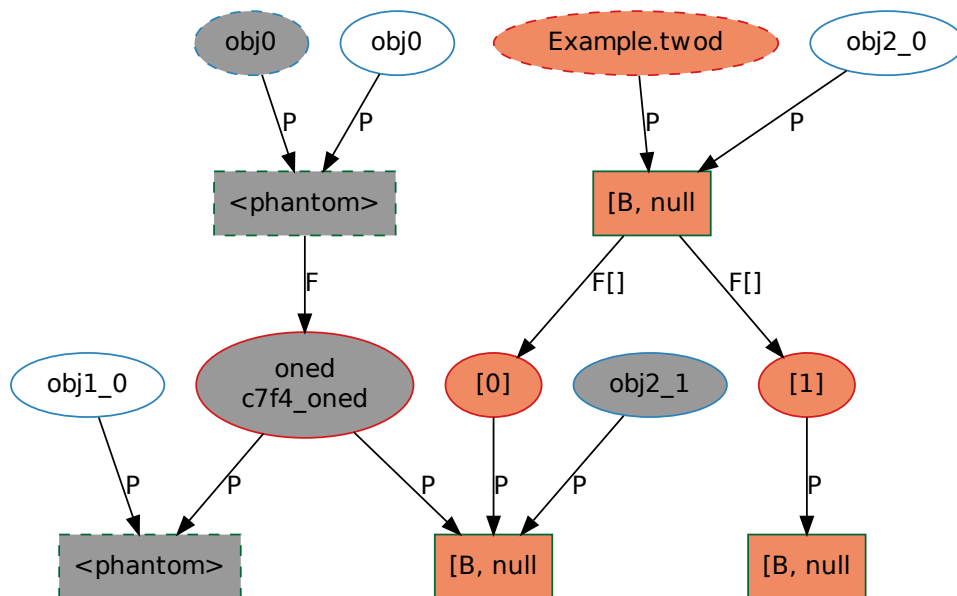 obj0
obj0
Example.twod
obj2_0
P
P
P
P
<phantom>
[B, null
F
F[]
F[]
obj1_0
oned
c7f4_oned
[0]
obj2_1
[1]
P
P
P
P
P
P
<phantom>
[B, null
[B, null